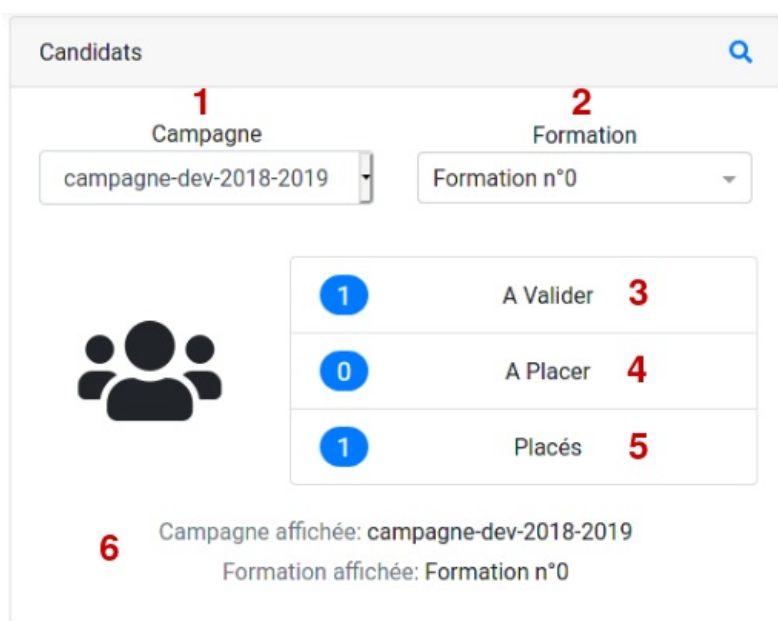 Candidats
1 2
Campagne Formation
campagne-dev-2018-2019 Formation n°0
1 A Valider 3
0 A Placer 4
1 Placés 5
6 Campagne affichée: campagne-dev-2018-2019
Formation affichée: Formation n°0